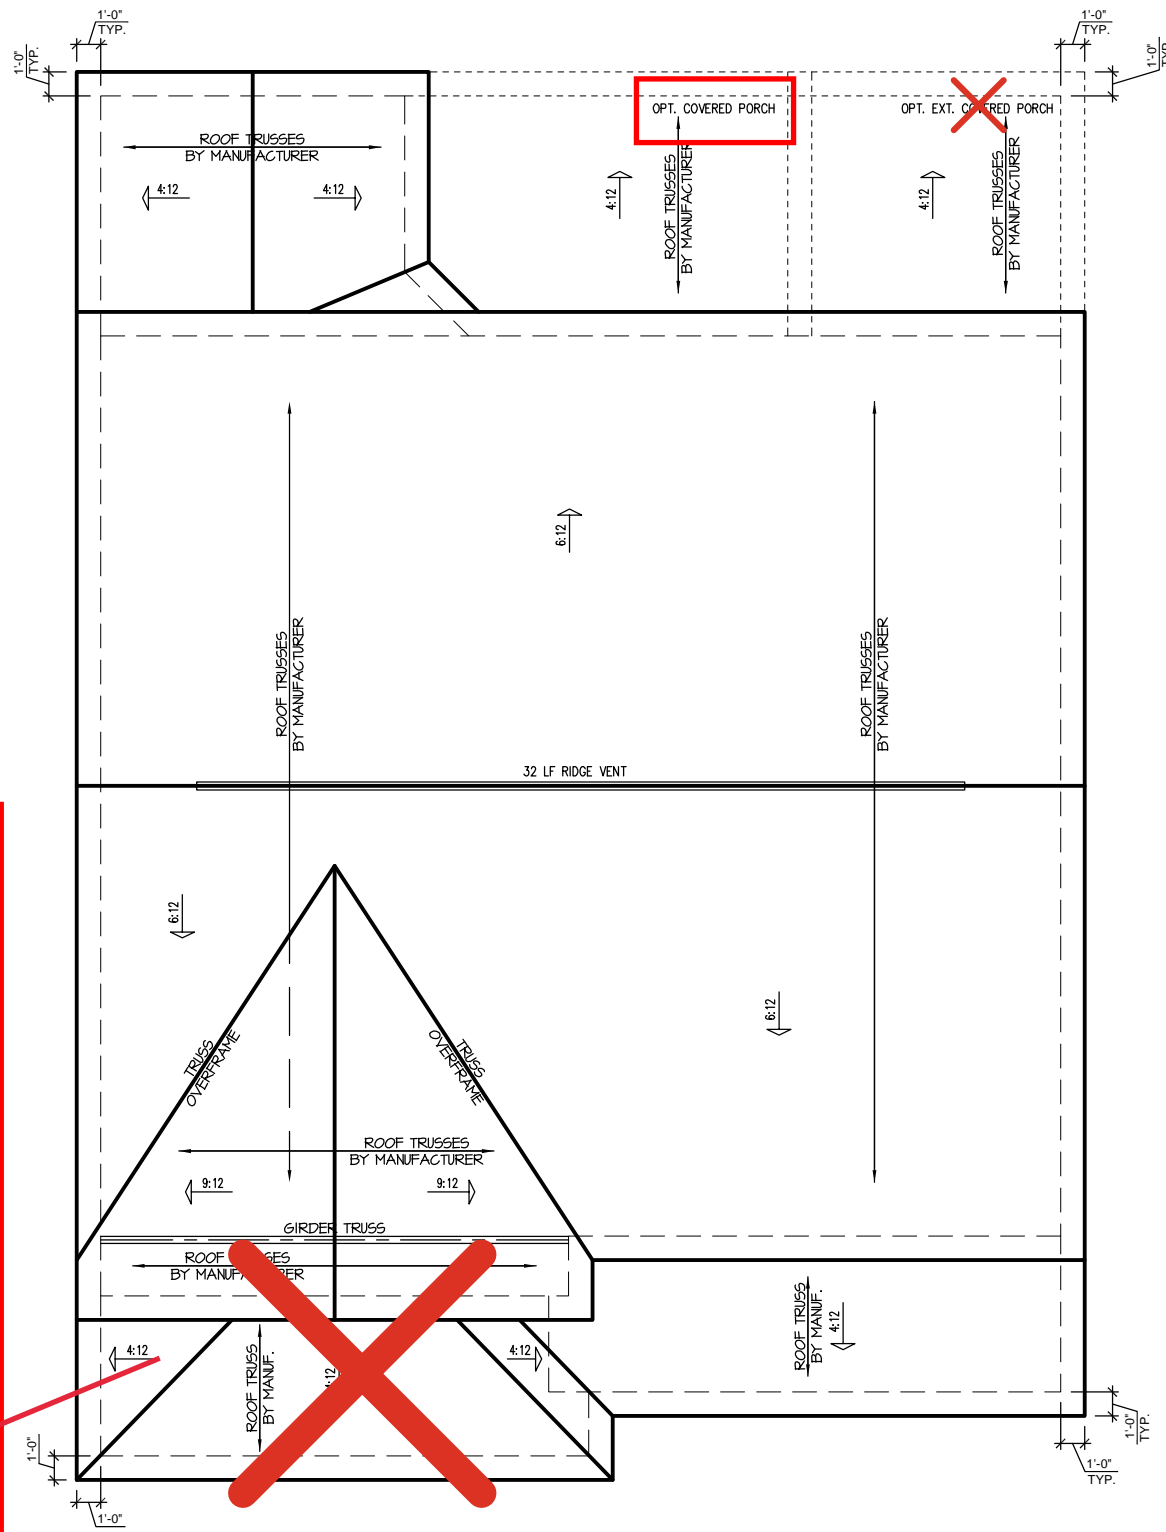 1'-0"
TYP.
1'-0"
TYP.
1'-0"
TYP.
1'-0"
TYP.
OPT. COVERED PORCH
OPT. EXT. COVERED PORCH
ROOF TRUSSES
BY MANUFACTURER
4:12
4:12
4:12
ROOF TRUSSES
BY MANUFACTURER
4:12
ROOF TRUSSES
BY MANUFACTURER
6:12
ROOF TRUSSES
BY MANUFACTURER
ROOF TRUSSES
BY MANUFACTURER
32 LF RIDGE VENT
6:12
6:12
TRUSS
OVERFRAME
TRUSS
OVERFRAME
ROOF TRUSSES
BY MANUFACTURER
9:12
9:12
GIRDER TRUSS
ROOF TRUSSES
BY MANUFACTURER
ROOF TRUSS
BY MANUF.
4:12
4:12
ROOF TRUSS
BY MANUF.
4:12
4:12
1'-0"
1'-0"
TYP.
1'-0"
TYP.
1'-0"